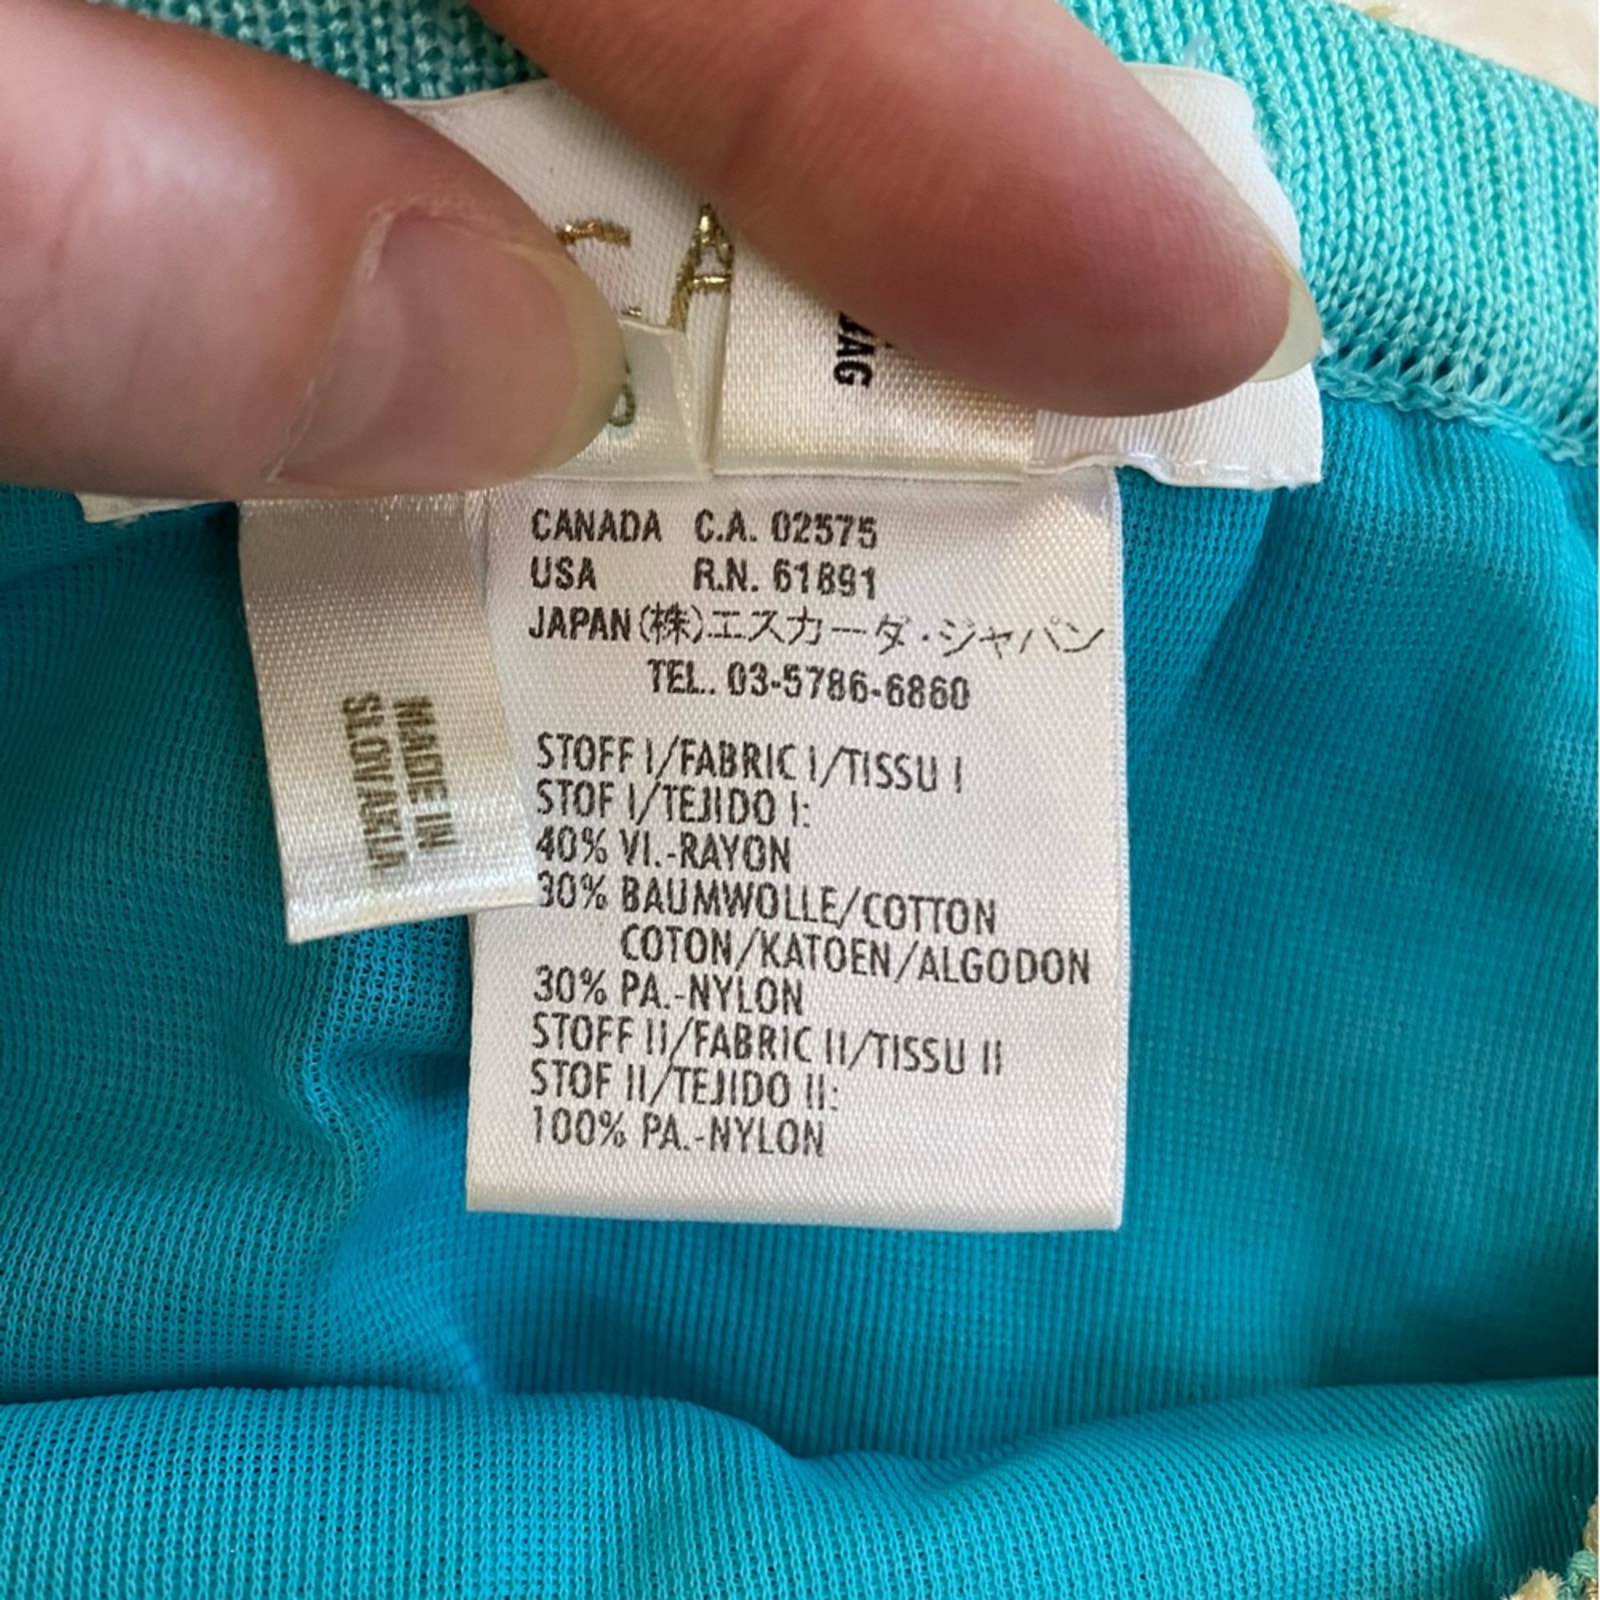 CANADA C.A. 02575
USA R.N. 61891
JAPAN (株)エスカーダ・ジャパン
TEL. 03-5786-6860
STOFF I/FABRIC I/TISSU I
STOF I/TEJIDO I:
40% VI.-RAYON
30% BAUMWOLLE/COTTON
COTON/KATOEN/ALGODON
30% PA.-NYLON
STOFF II/FABRIC II/TISSU II
STOF II/TEJIDO II:
100% PA.-NYLON
MADE IN
SLOVAKIA